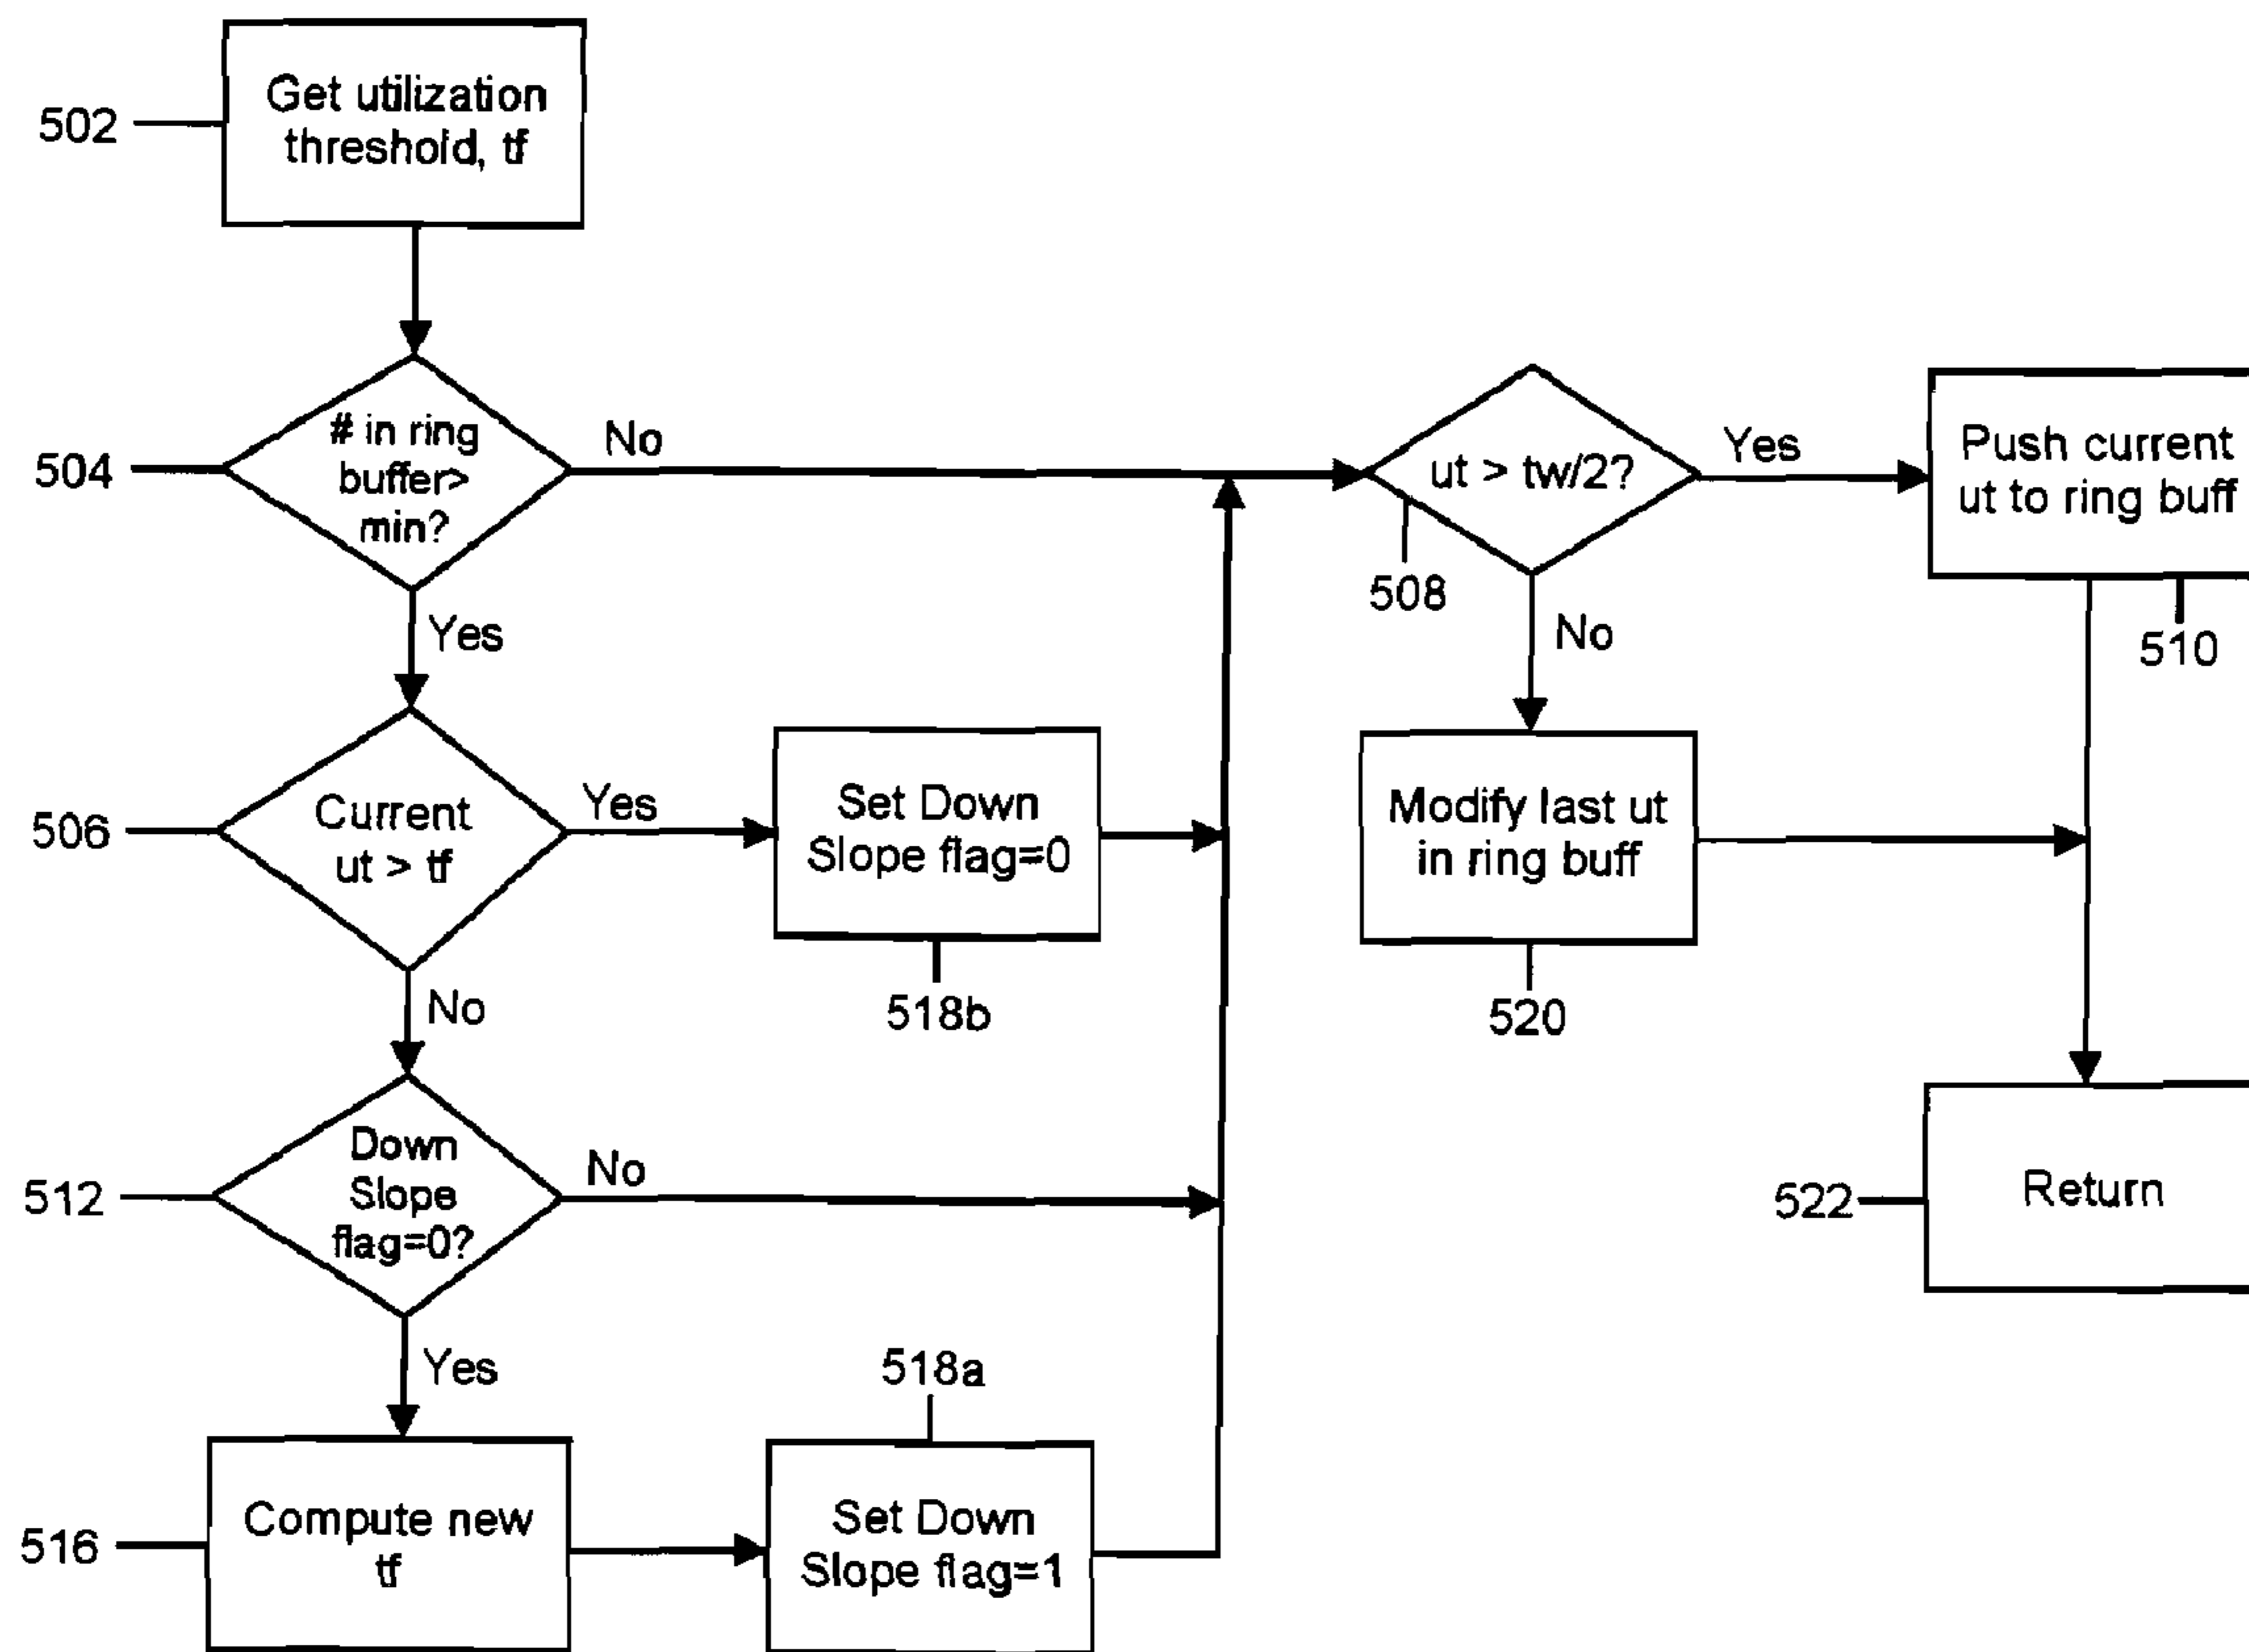 Get utilization
threshold, tf
502
# in ring
buffer>
min?
504
No
Yes
ut > tw/2?
508
Yes
No
Push current
ut to ring buff
510
Current
ut > tf
506
Yes
No
Set Down
Slope flag=0
518b
Modify last ut
in ring buff
520
Down
Slope
flag=0?
512
No
Yes
Return
522
Compute new
tf
516
518a
Set Down
Slope flag=1